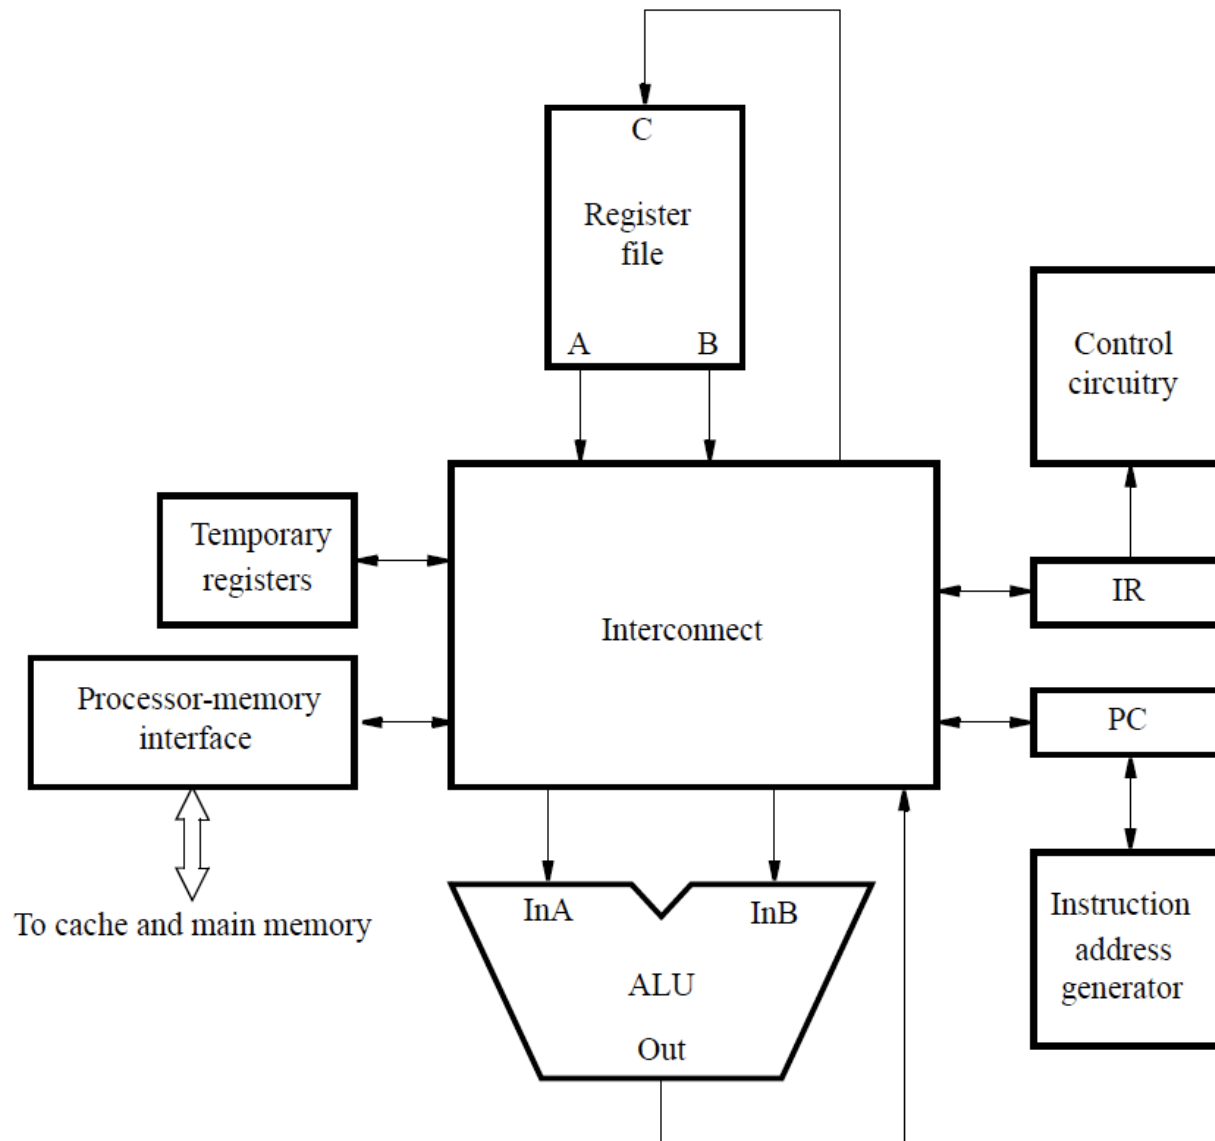 C
Register
file
A
B
Control
circuitry
Temporary
registers
Interconnect
IR
Processor-memory
interface
PC
To cache and main memory
InA
InB
ALU
Out
Instruction
address
generator